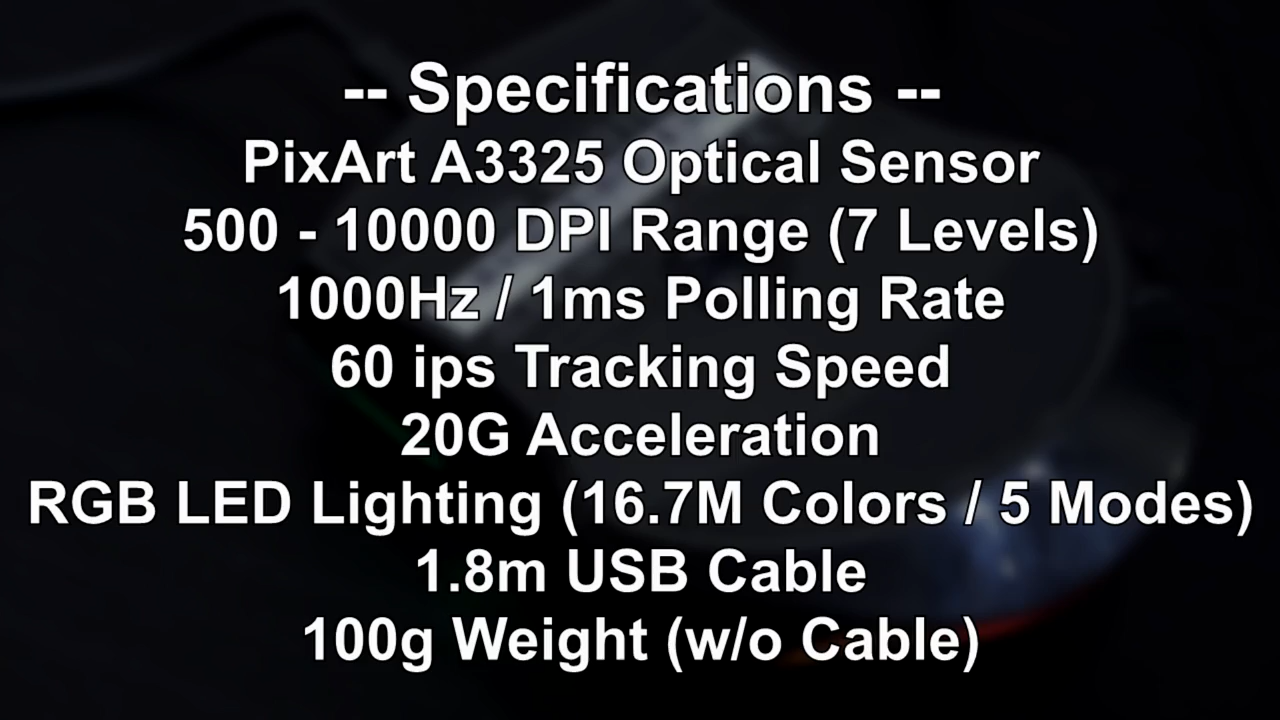 -- Specifications --
PixArt A3325 Optical Sensor
500 - 10000 DPI Range (7 Levels)
1000Hz / 1ms Polling Rate
60 ips Tracking Speed
20G Acceleration
RGB LED Lighting (16.7M Colors / 5 Modes)
1.8m USB Cable
100g Weight (w/o Cable)